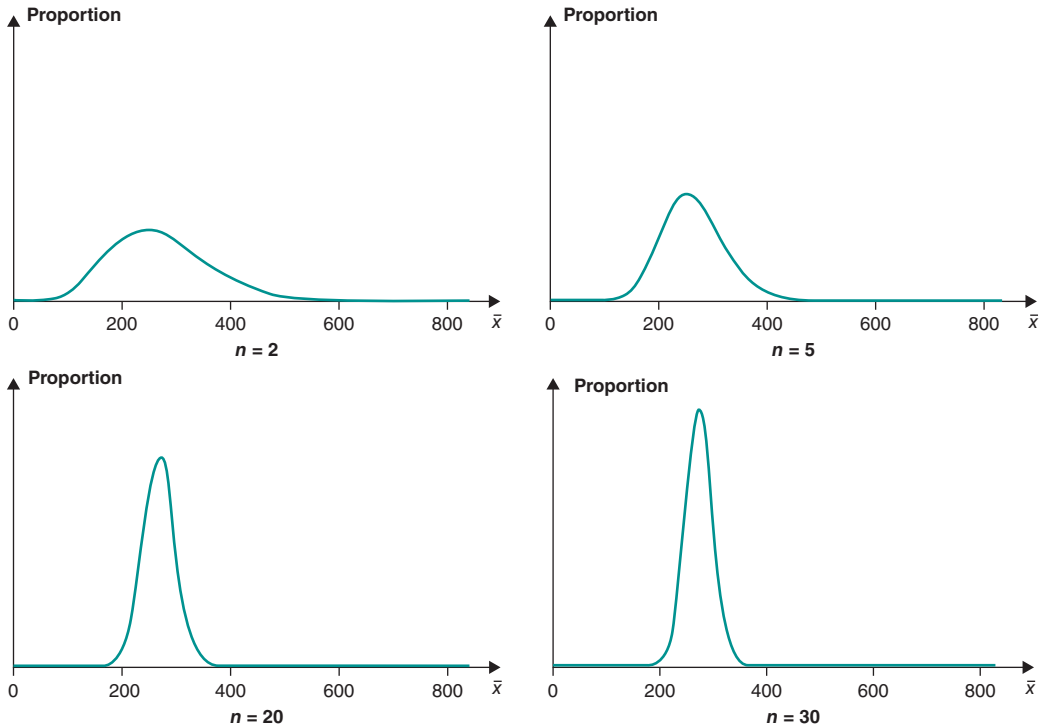 Proportion
0 200 400 600 800 x̄
n = 2
Proportion
0 200 400 600 800 x̄
n = 5
Proportion
0 200 400 600 800 x̄
n = 20
Proportion
0 200 400 600 800 x̄
n = 30